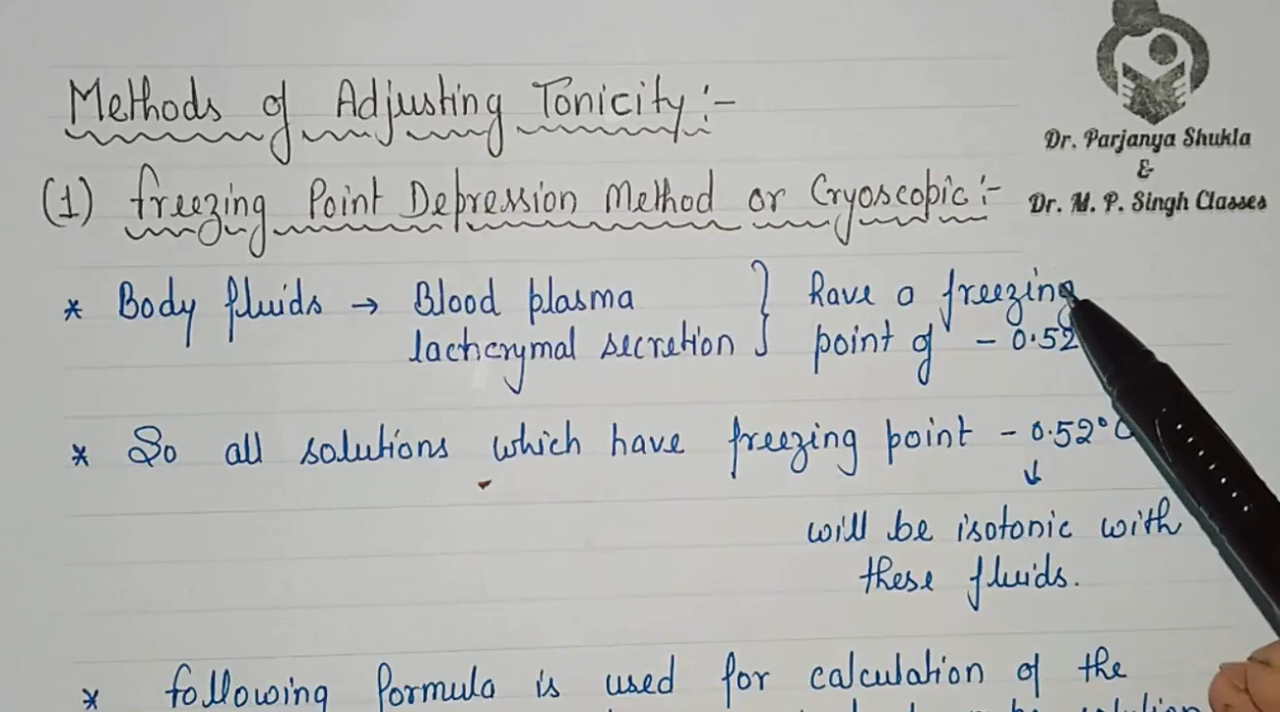 Methods of Adjusting Tonicity :-
Dr. Parjanya Shukla
&
Dr. M. P. Singh Classes
(1) freezing Point Depression Method or Cryoscopic :-
* Body fluids → Blood plasma
lachrymal secretion } have a freezing
point of - 0.52
* So all solutions which have freezing point - 0.52°C
↓
will be isotonic with
these fluids.
* following formula is used for calculation of the